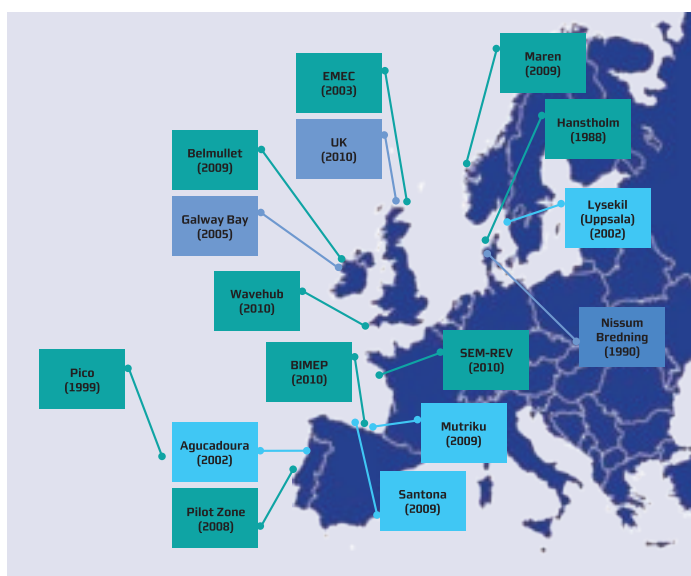 Maren
(2009)
EMEC
(2003)
Hanstholm
(1988)
UK
(2010)
Belmullet
(2009)
Lysekil
(Uppsala)
(2002)
Galway Bay
(2005)
Wavehub
(2010)
Nissum
Bredning
(1990)
SEM-REV
(2010)
BIMEP
(2010)
Pico
(1999)
Mutriku
(2009)
Agucadoura
(2002)
Santona
(2009)
Pilot Zone
(2008)